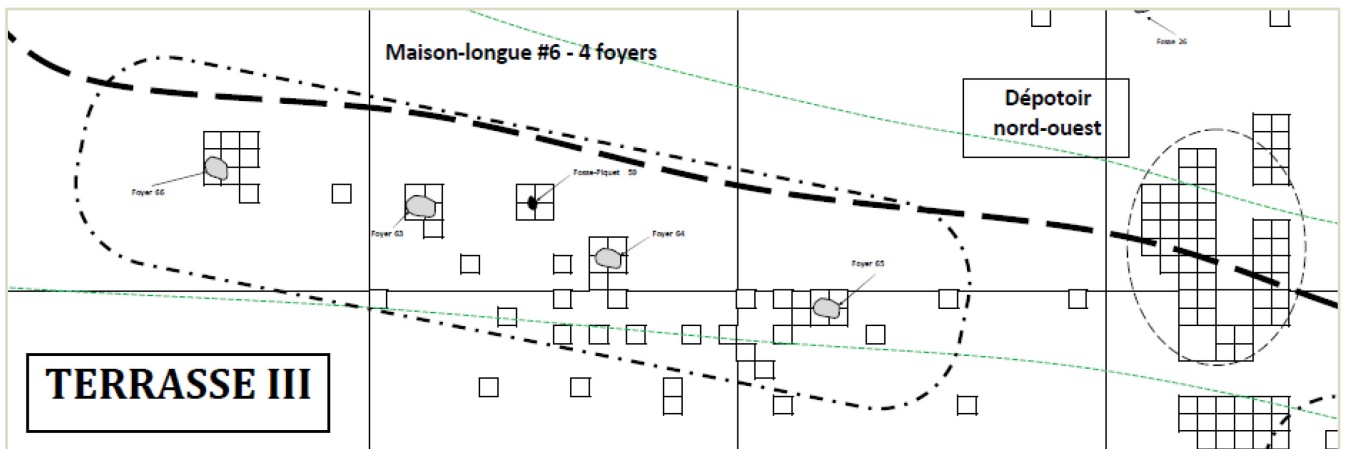 Maison-longue #6 - 4 foyers
Fosse 26
Dépotoir
nord-ouest
Foyer 66
Fosse-Piquet 59
Foyer 63
Foyer 64
Foyer 65
TERRASSE III